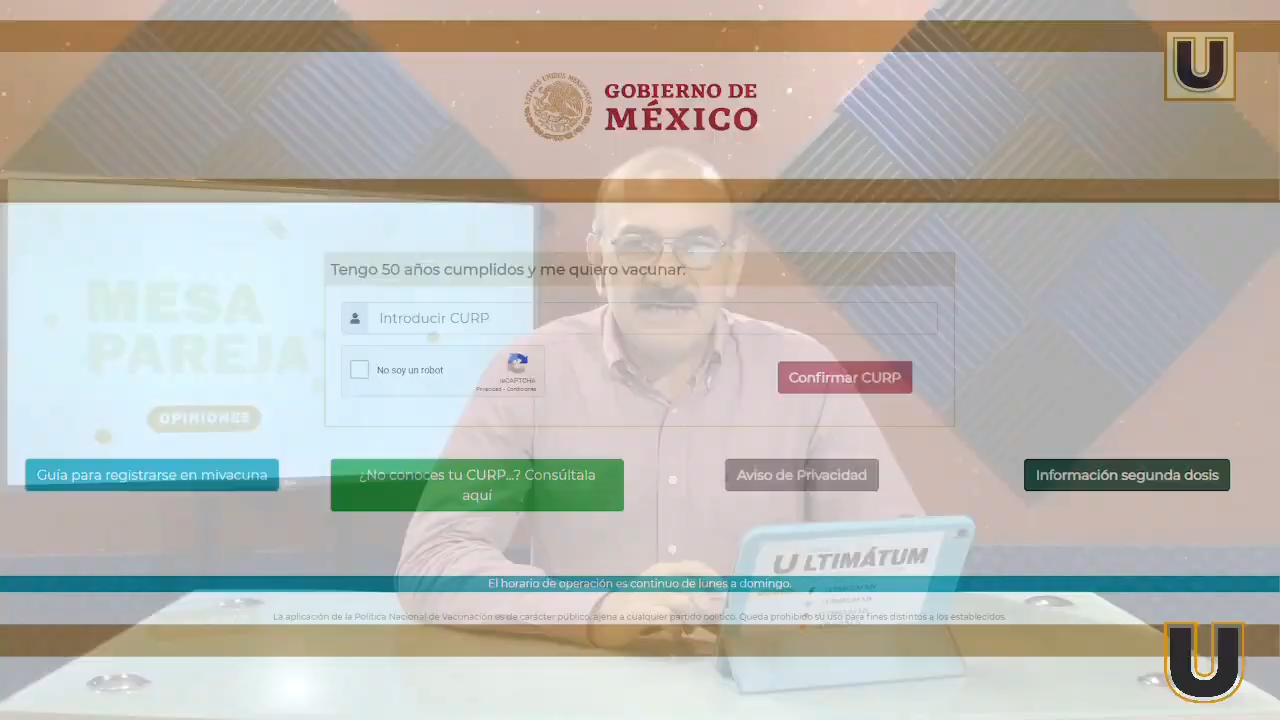 U
GOBIERNO DE
MÉXICO
MESA
PAREJA
OPINIONES
Tengo 50 años cumplidos y me quiero vacunar:
Introducir CURP
No soy un robot
reCAPTCHA
Privacidad - Condiciones
Confirmar CURP
Guía para registrarse en mivacuna
¿No conoces tu CURP...? Consúltala
aquí
Aviso de Privacidad
Información segunda dosis
ULTIMÁTUM
El horario de operación es continuo de lunes a domingo.
La aplicación de la Política Nacional de Vacunación es de carácter público, ajena a cualquier partido político. Queda prohibido su uso para fines distintos a los establecidos.
U